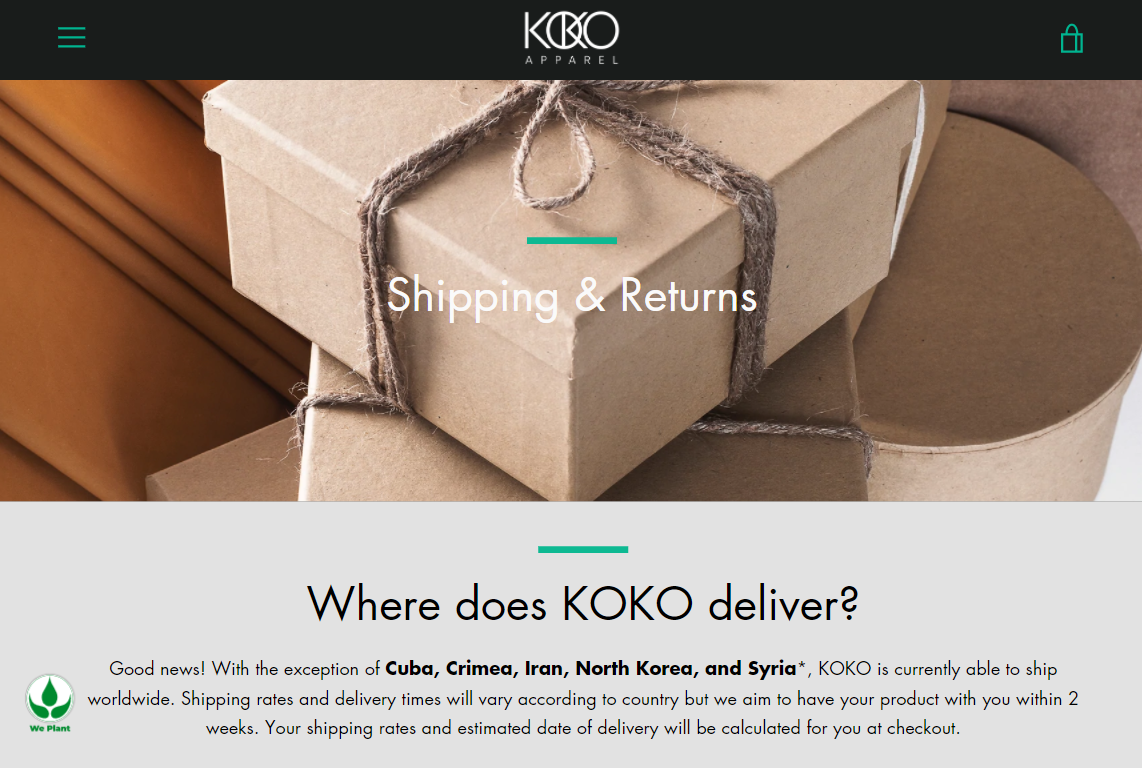 KOKO
APPAREL
Shipping & Returns
Where does KOKO deliver?
Good news! With the exception of Cuba, Crimea, Iran, North Korea, and Syria*, KOKO is currently able to ship
worldwide. Shipping rates and delivery times will vary according to country but we aim to have your product with you within 2
weeks. Your shipping rates and estimated date of delivery will be calculated for you at checkout.
We Plant